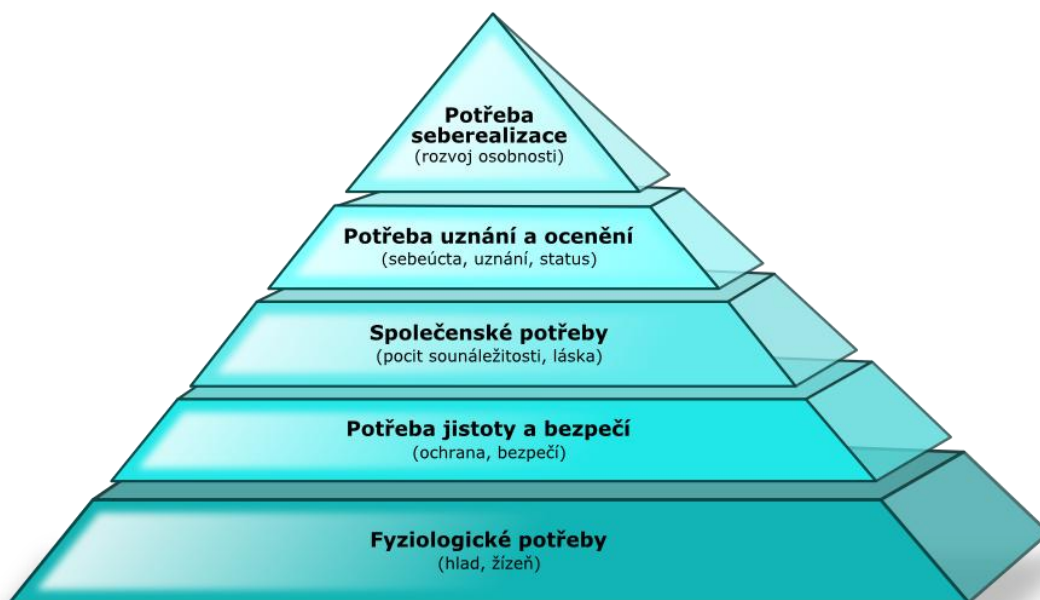 Potřeba
seberealizace
(rozvoj osobnosti)
Potřeba uznání a ocenění
(sebeúcta, uznání, status)
Společenské potřeby
(pocit sounáležitosti, láska)
Potřeba jistoty a bezpečí
(ochrana, bezpečí)
Fyziologické potřeby
(hlad, žízeň)